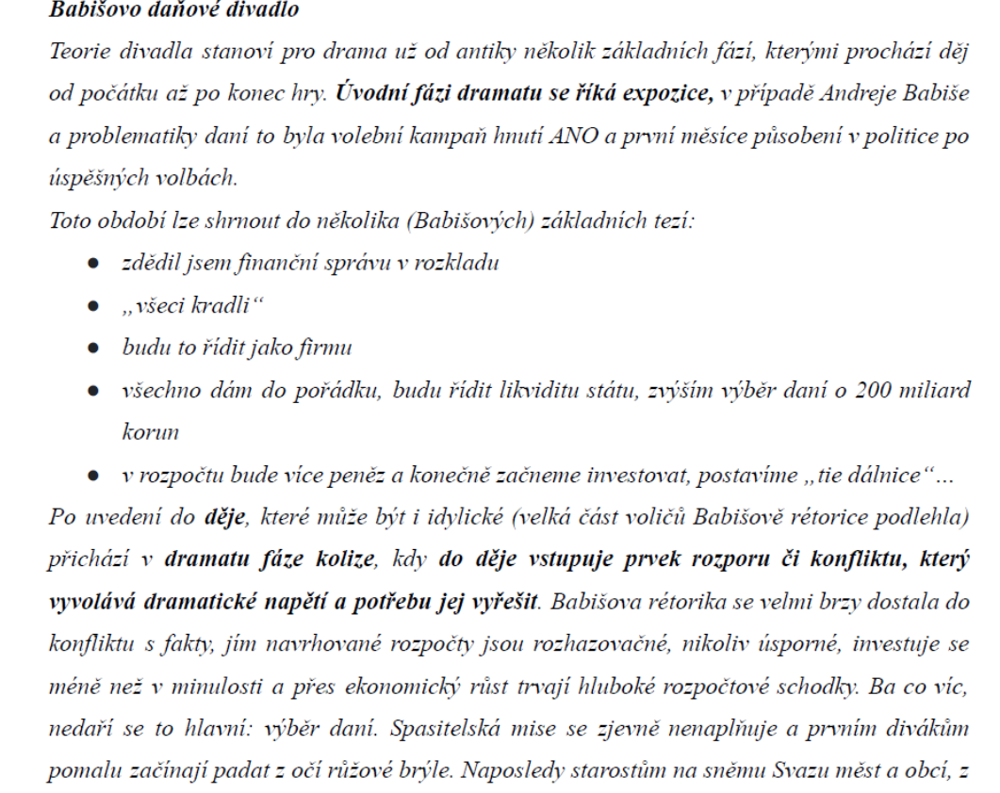 Babišovo daňové divadlo
Teorie divadla stanoví pro drama už od antiky několik základních fází, kterými prochází děj
od počátku až po konec hry. Úvodní fázi dramatu se říká expozice, v případě Andreje Babiše
a problematiky daní to byla volební kampaň hnutí ANO a první měsíce působení v politice po
úspěšných volbách.
Toto období lze shrnout do několika (Babišových) základních tezí:
● zdědil jsem finanční správu v rozkladu
● „všeci kradli“
● budu to řídit jako firmu
● všechno dám do pořádku, budu řídit likviditu státu, zvýším výběr daní o 200 miliard
korun
● v rozpočtu bude více peněz a konečně začneme investovat, postavíme „tie dálnice“…
Po uvedení do děje, které může být i idylické (velká část voličů Babišově rétorice podlehla)
přichází v dramatu fáze kolize, kdy do děje vstupuje prvek rozporu či konfliktu, který
vyvolává dramatické napětí a potřebu jej vyřešit. Babišova rétorika se velmi brzy dostala do
konfliktu s fakty, jím navrhované rozpočty jsou rozhazovačné, nikoliv úsporné, investuje se
méně než v minulosti a přes ekonomický růst trvají hluboké rozpočtové schodky. Ba co víc,
nedaří se to hlavní: výběr daní. Spasitelská mise se zjevně nenaplňuje a prvním divákům
pomalu začínají padat z očí růžové brýle. Naposledy starostům na sněmu Svazu měst a obcí, z